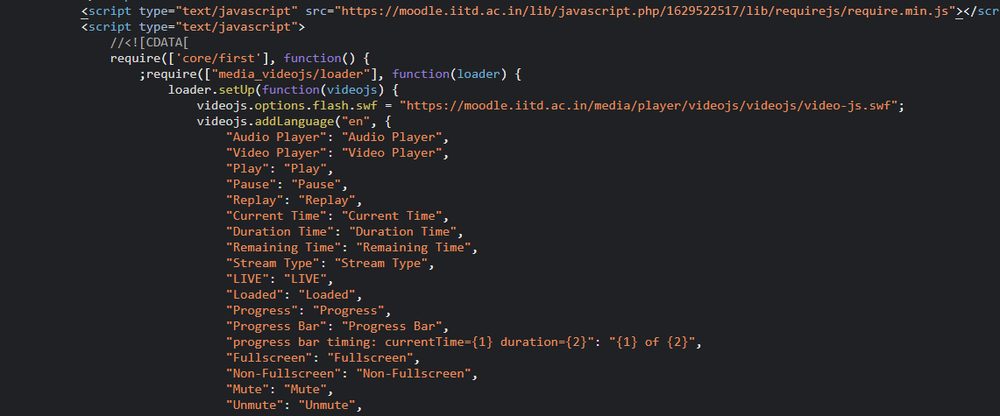 <script type="text/javascript" src="https://moodle.iitd.ac.in/lib/javascript.php/1629522517/lib/requirejs/require.min.js"></scr
<script type="text/javascript">
//<![CDATA[
require(['core/first'], function() {
;require(["media_videojs/loader"], function(loader) {
loader.setUp(function(videojs) {
videojs.options.flash.swf = "https://moodle.iitd.ac.in/media/player/videojs/videojs/video-js.swf";
videojs.addLanguage("en", {
"Audio Player": "Audio Player",
"Video Player": "Video Player",
"Play": "Play",
"Pause": "Pause",
"Replay": "Replay",
"Current Time": "Current Time",
"Duration Time": "Duration Time",
"Remaining Time": "Remaining Time",
"Stream Type": "Stream Type",
"LIVE": "LIVE",
"Loaded": "Loaded",
"Progress": "Progress",
"Progress Bar": "Progress Bar",
"progress bar timing: currentTime={1} duration={2}": "{1} of {2}",
"Fullscreen": "Fullscreen",
"Non-Fullscreen": "Non-Fullscreen",
"Mute": "Mute",
"Unmute": "Unmute",